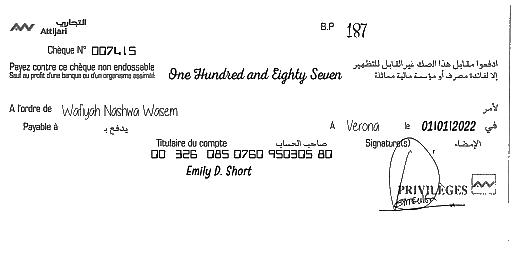 التجاري
Attijari
B.P 187
Chèque N° 007415
Payez contre ce chèque non endossable
ادفعوا مقابل هذا الصك غير القابل للتظهير
Sauf au profit d'une banque ou d'un organisme assimilé
One Hundred and Eighty Seven
إلا لفائدة مصرف أو مؤسسة مالية مماثلة
A l'ordre de Wafiyah Nashwa Wasem
لأمر
Payable à يدفع بـ
A Verona le 01/01/2022 في
Titulaire du compte صاحب الحساب
Signature(s) الإمضاء
00 326 085 0760 950305 80
Emily D. Short
PRIVILÈGES